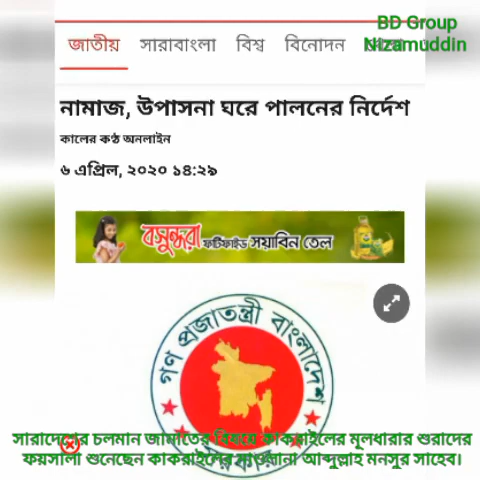 BD Group
Nizamuddin
জাতীয় সারাবাংলা বিশ্ব বিনোদন
নামাজ, উপাসনা ঘরে পালনের নির্দেশ
কালের কণ্ঠ অনলাইন
৬ এপ্রিল, ২০২০ ১৪:২৯
বসুন্ধরা ফর্টিফাইড সয়াবিন তেল
গণ প্রজাতন্ত্রী বাংলাদেশ
সরকার
সারাদেশের চলমান জামাতের বিষয়ে কাকরাইলের মূলধারার শুরাদের
ফয়সালা শুনেছেন কাকরাইলের মাওলানা আব্দুল্লাহ মনসুর সাহেব।